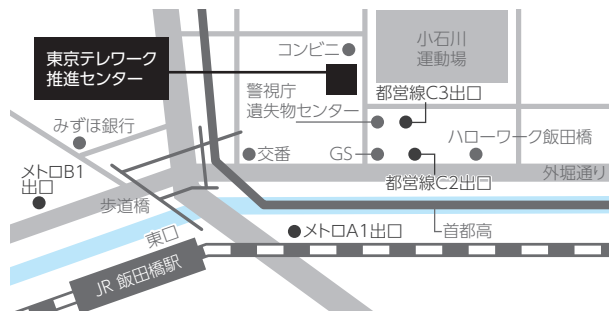 東京テレワーク
推進センター
コンビニ
小石川
運動場
警視庁
遺失物センター
都営線C3出口
みずほ銀行
交番
GS
ハローワーク飯田橋
メトロB1
出口
都営線C2出口
外堀通り
歩道橋
東口
メトロA1出口
首都高
JR 飯田橋駅